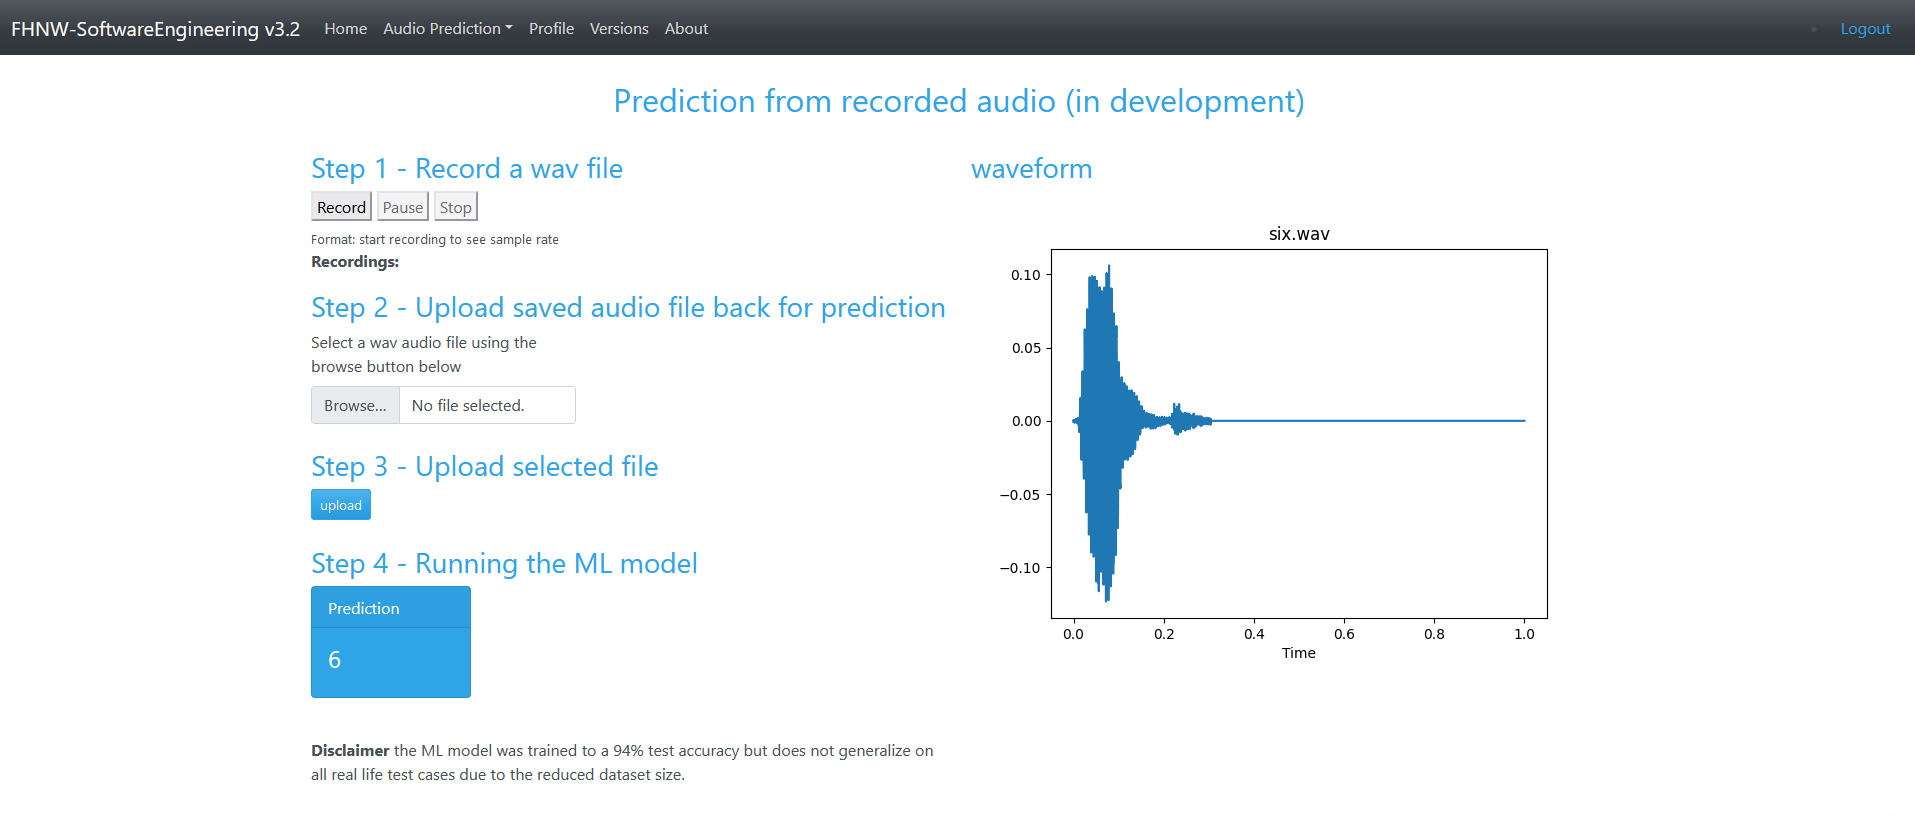 FHNW-SoftwareEngineering v3.2 Home Audio Prediction Profile Versions About Logout
Prediction from recorded audio (in development)
Step 1 - Record a wav file
Record Pause Stop
Format: start recording to see sample rate
Recordings:
Step 2 - Upload saved audio file back for prediction
Select a wav audio file using the
browse button below
Browse... No file selected.
Step 3 - Upload selected file
upload
Step 4 - Running the ML model
Prediction
6
Disclaimer the ML model was trained to a 94% test accuracy but does not generalize on
all real life test cases due to the reduced dataset size.
waveform
six.wav
0.10
0.05
0.00
−0.05
−0.10
0.0 0.2 0.4 0.6 0.8 1.0
Time